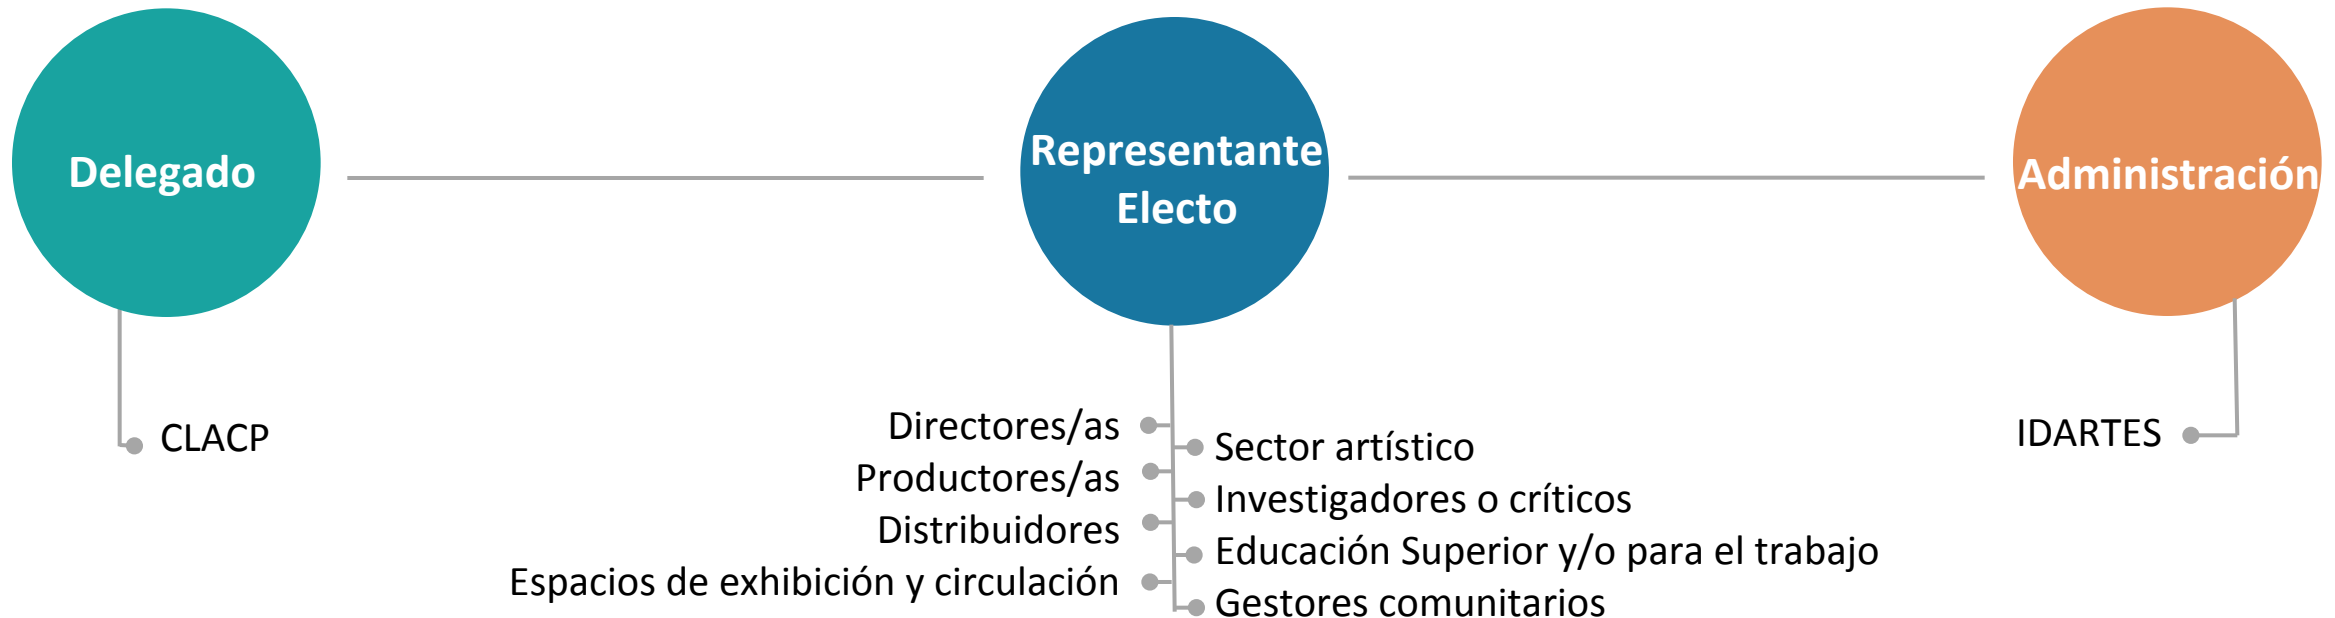 Delegado
Representante
Electo
Administración
CLACP
Directores/as
Productores/as
Distribuidores
Espacios de exhibición y circulación
Sector artístico
Investigadores o críticos
Educación Superior y/o para el trabajo
Gestores comunitarios
IDARTES